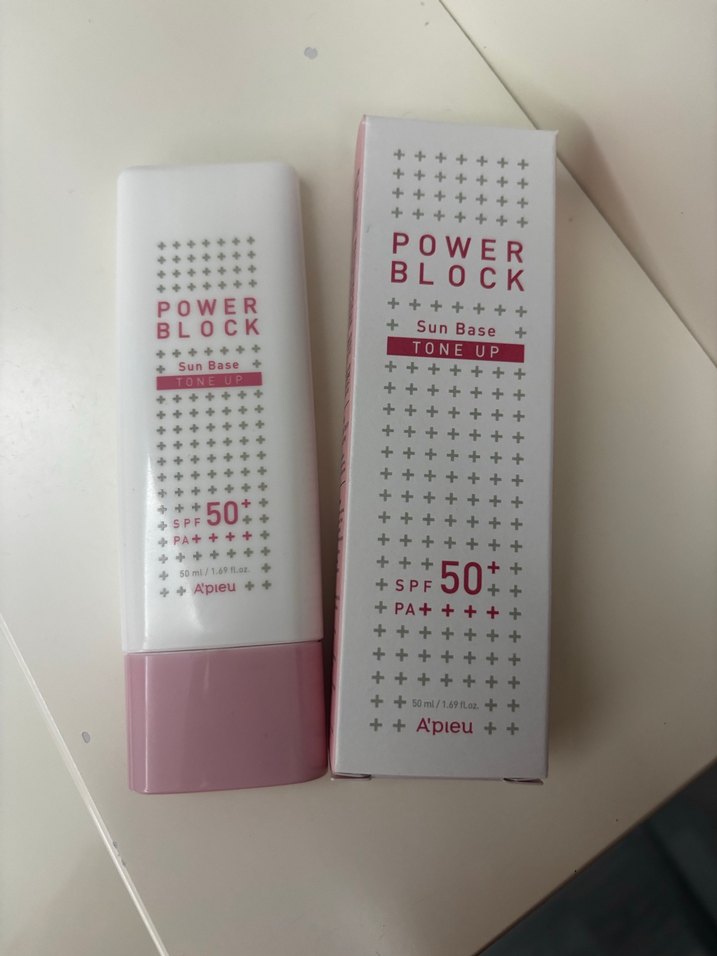 POWER
BLOCK
Sun Base
TONE UP
SPF 50+
PA++++
50 ml / 1.69 fl.oz.
A'pieu
POWER
BLOCK
Sun Base
TONE UP
SPF 50+
PA++++
50 ml / 1.69 fl.oz.
A'pieu